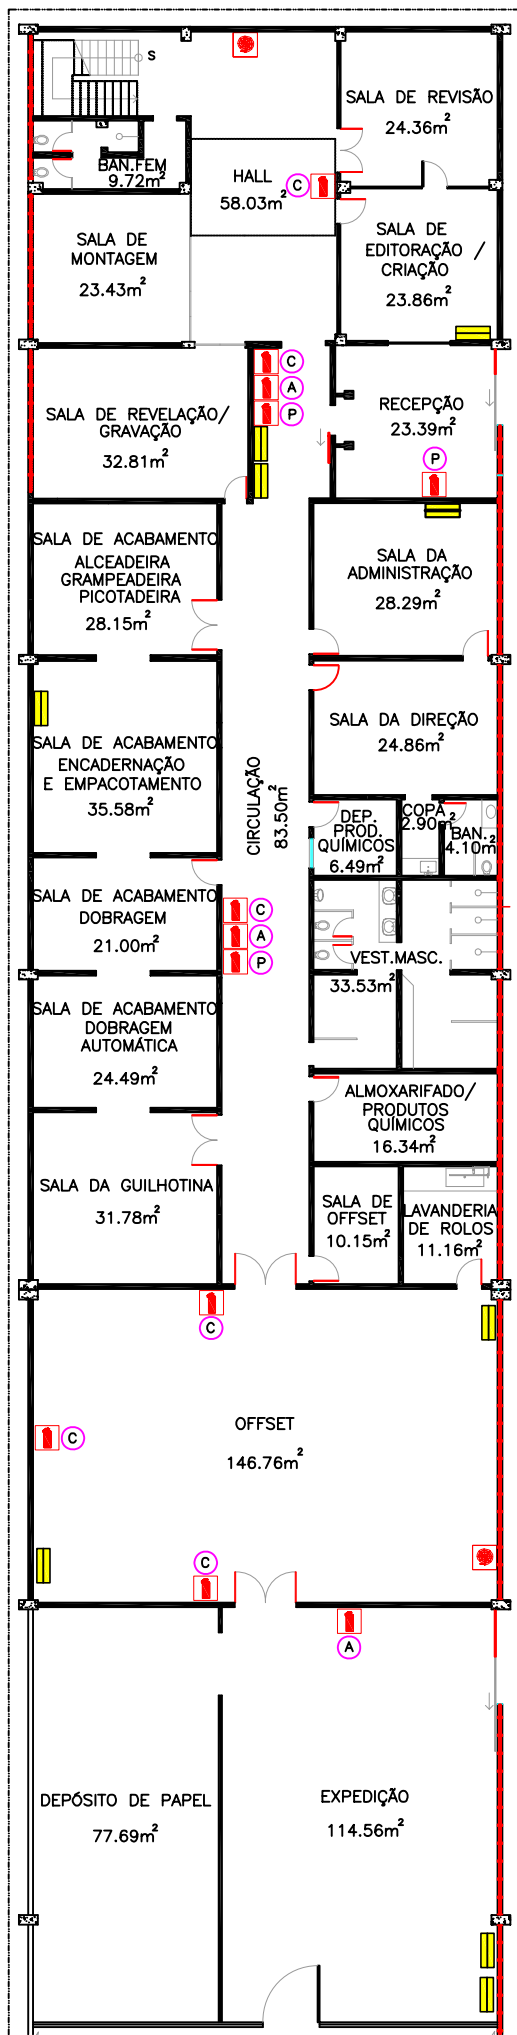 S
SALA DE REVISÃO
24.36m²
BAN.FEM
9.72m²
HALL
58.03m²
C
SALA DE
MONTAGEM
23.43m²
SALA DE
EDITORAÇÃO /
CRIAÇÃO
23.86m²
C
A
P
SALA DE REVELAÇÃO/
GRAVAÇÃO
32.81m²
RECEPÇÃO
23.39m²
P
SALA DE ACABAMENTO
ALCEADEIRA
GRAMPEADEIRA
PICOTADEIRA
28.15m²
SALA DA
ADMINISTRAÇÃO
28.29m²
SALA DA DIREÇÃO
24.86m²
SALA DE ACABAMENTO
ENCADERNAÇÃO
E EMPACOTAMENTO
35.58m²
CIRCULAÇÃO
83.50m²
DEP.
PROD.
QUÍMICOS
6.49m²
COPA
2.90m²
BAN.
4.10m²
SALA DE ACABAMENTO
DOBRAGEM
21.00m²
C
A
P
VEST.MASC.
33.53m²
SALA DE ACABAMENTO
DOBRAGEM
AUTOMÁTICA
24.49m²
ALMOXARIFADO/
PRODUTOS
QUÍMICOS
16.34m²
SALA DA GUILHOTINA
31.78m²
SALA DE
OFFSET
10.15m²
LAVANDERIA
DE ROLOS
11.16m²
C
OFFSET
146.76m²
C
C
A
DEPÓSITO DE PAPEL
77.69m²
EXPEDIÇÃO
114.56m²